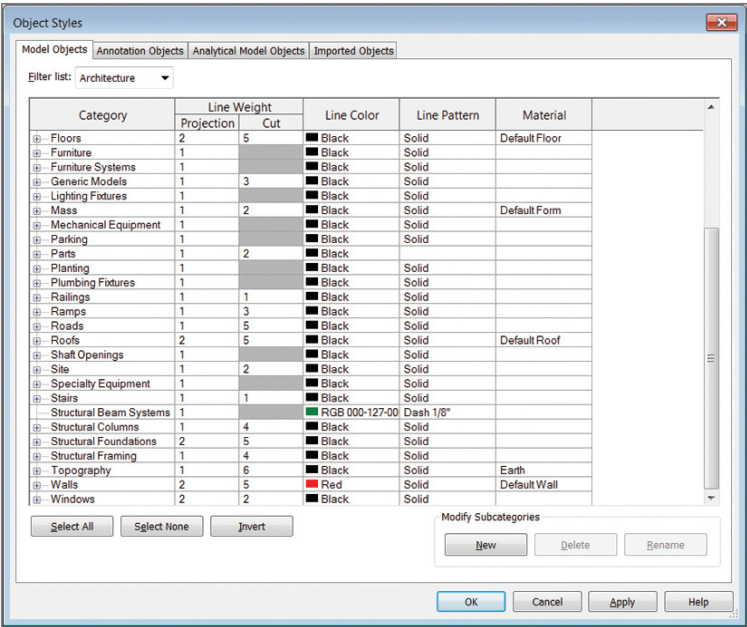 Object Styles
Model Objects Annotation Objects Analytical Model Objects Imported Objects
Filter list: Architecture
Category Line Weight Line Color Line Pattern Material
Projection Cut
Floors 2 5 Black Solid Default Floor
Furniture 1 Black Solid
Furniture Systems 1 Black Solid
Generic Models 1 3 Black Solid
Lighting Fixtures 1 Black Solid
Mass 1 2 Black Solid Default Form
Mechanical Equipment 1 Black Solid
Parking 1 Black Solid
Parts 1 2 Black
Planting 1 Black Solid
Plumbing Fixtures 1 Black Solid
Railings 1 1 Black Solid
Ramps 1 3 Black Solid
Roads 1 5 Black Solid
Roofs 2 5 Black Solid Default Roof
Shaft Openings 1 Black Solid
Site 1 2 Black Solid
Specialty Equipment 1 Black Solid
Stairs 1 1 Black Solid
Structural Beam Systems 1 RGB 000-127-00 Dash 1/8"
Structural Columns 1 4 Black Solid
Structural Foundations 2 5 Black Solid
Structural Framing 1 4 Black Solid
Topography 1 6 Black Solid Earth
Walls 2 5 Red Solid Default Wall
Windows 2 2 Black Solid
Select All Select None Invert
Modify Subcategories
New Delete Rename
OK Cancel Apply Help